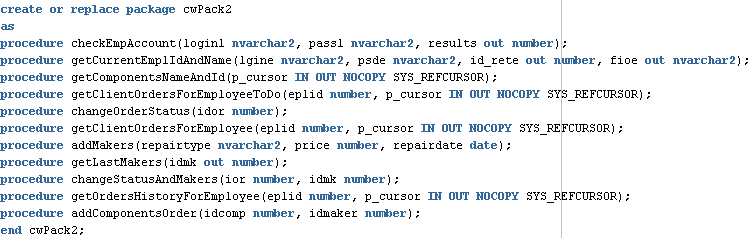 create or replace package cwPack2
as
procedure checkEmpAccount(loginl nvarchar2, passl nvarchar2, results out number);
procedure getCurrentEmplIdAndName(lgine nvarchar2, psde nvarchar2, id_rete out number, fioe out nvarchar2);
procedure getComponentsNameAndId(p_cursor IN OUT NOCOPY SYS_REFCURSOR);
procedure getClientOrdersForEmployeeToDo(eplid number, p_cursor IN OUT NOCOPY SYS_REFCURSOR);
procedure changeOrderStatus(idor number);
procedure getClientOrdersForEmployee(eplid number, p_cursor IN OUT NOCOPY SYS_REFCURSOR);
procedure addMakers(repairtype nvarchar2, price number, repairdate date);
procedure getLastMakers(idmk out number);
procedure changeStatusAndMakers(ior number, idmk number);
procedure getOrdersHistoryForEmployee(eplid number, p_cursor IN OUT NOCOPY SYS_REFCURSOR);
procedure addComponentsOrder(idcomp number, idmaker number);
end cwPack2;